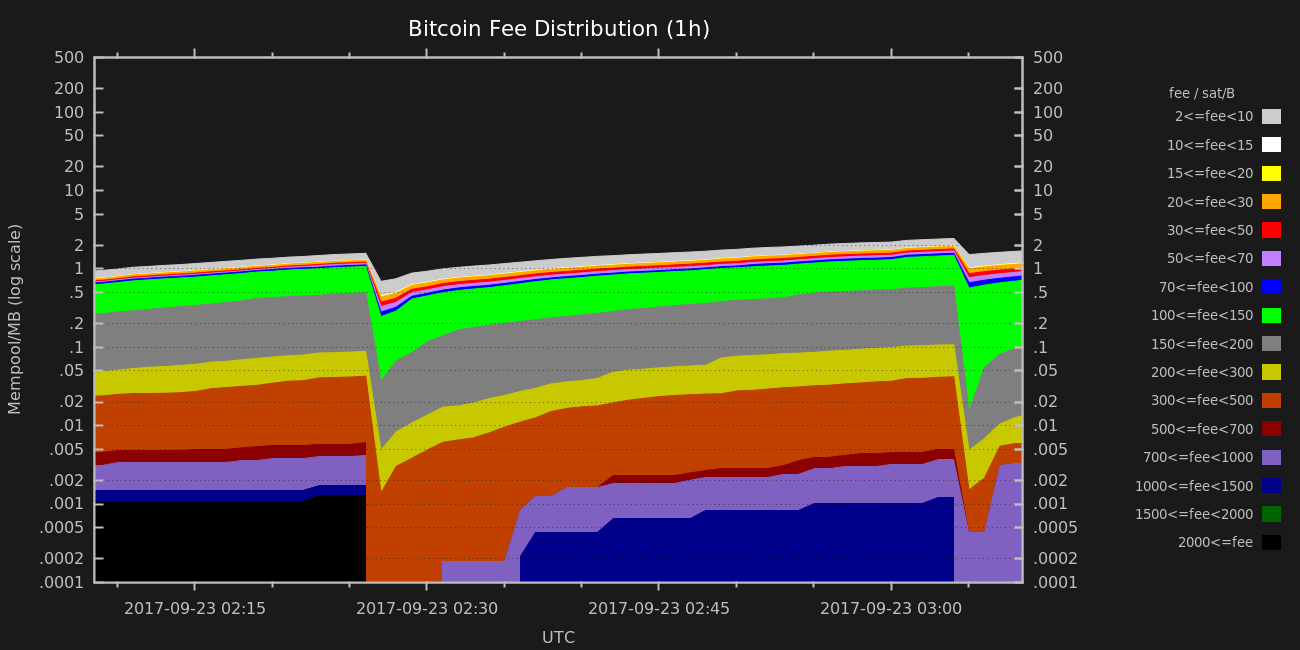 Bitcoin Fee Distribution (1h)
Mempool/MB (log scale)
500
200
100
50
20
10
5
2
1
.5
.2
.1
.05
.02
.01
.005
.002
.001
.0005
.0002
.0001
500
200
100
50
20
10
5
2
1
.5
.2
.1
.05
.02
.01
.005
.002
.001
.0005
.0002
.0001
2017-09-23 02:15
2017-09-23 02:30
2017-09-23 02:45
2017-09-23 03:00
UTC
fee / sat/B
2<=fee<10
10<=fee<15
15<=fee<20
20<=fee<30
30<=fee<50
50<=fee<70
70<=fee<100
100<=fee<150
150<=fee<200
200<=fee<300
300<=fee<500
500<=fee<700
700<=fee<1000
1000<=fee<1500
1500<=fee<2000
2000<=fee